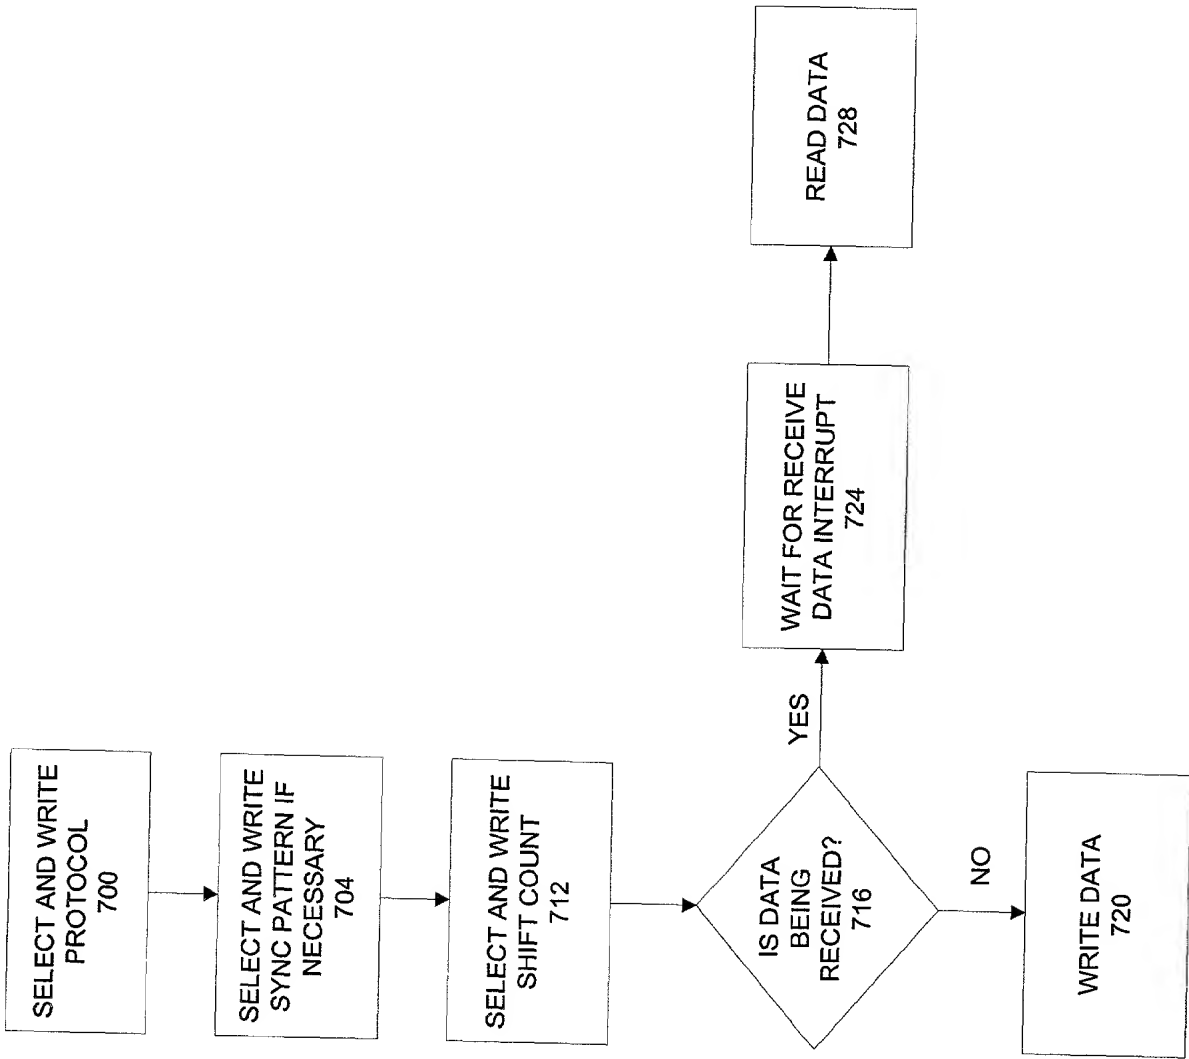 SELECT AND WRITE
PROTOCOL
700
SELECT AND WRITE
SYNC PATTERN IF
NECESSARY
704
SELECT AND WRITE
SHIFT COUNT
712
IS DATA
BEING
RECEIVED?
716
YES
WAIT FOR RECEIVE
DATA INTERRUPT
724
READ DATA
728
NO
WRITE DATA
720